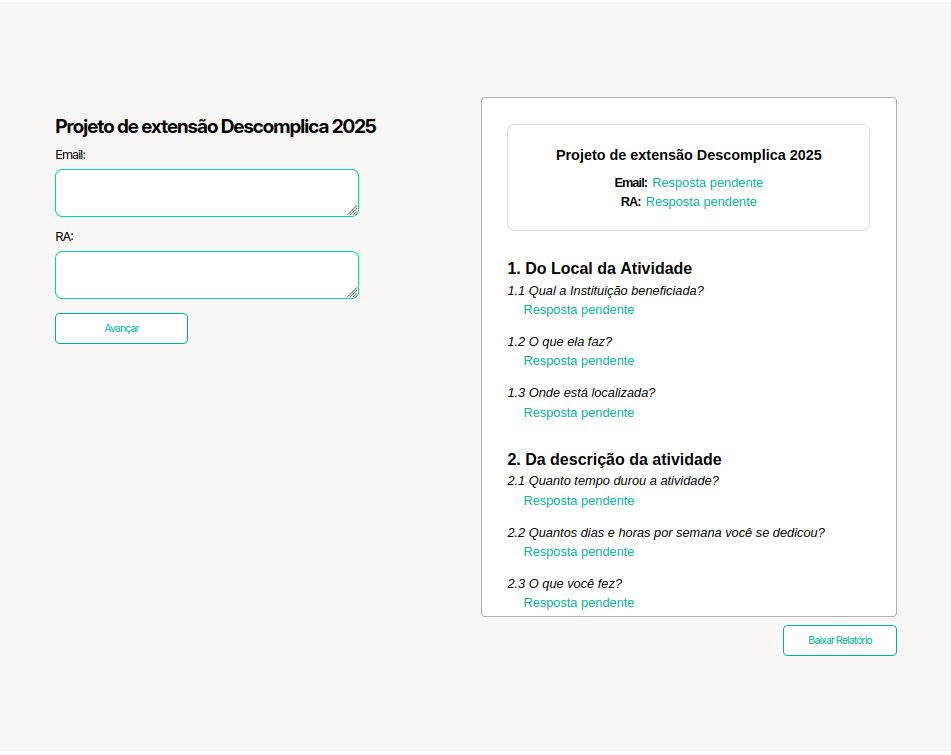 Projeto de extensão Descomplica 2025
Email:
RA:
Avançar
Projeto de extensão Descomplica 2025
Email: Resposta pendente
RA: Resposta pendente
1. Do Local da Atividade
1.1 Qual a Instituição beneficiada?
Resposta pendente
1.2 O que ela faz?
Resposta pendente
1.3 Onde está localizada?
Resposta pendente
2. Da descrição da atividade
2.1 Quanto tempo durou a atividade?
Resposta pendente
2.2 Quantos dias e horas por semana você se dedicou?
Resposta pendente
2.3 O que você fez?
Resposta pendente
Baixar Relatório